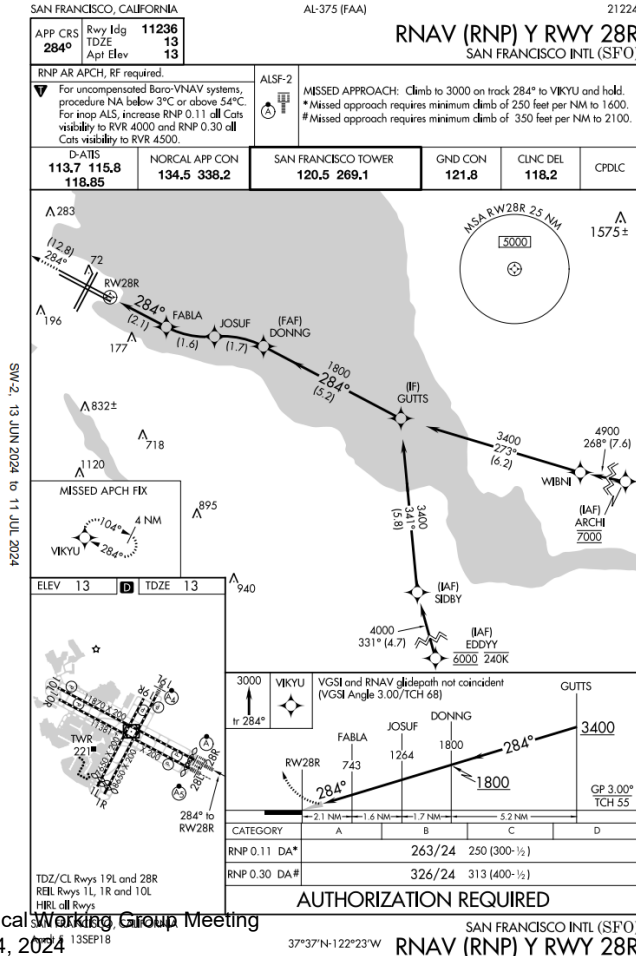 SAN FRANCISCO, CALIFORNIA
AL-375 (FAA)
21224
APP CRS
284°
Rwy Idg 11236
TDZE 13
Apt Elev 13
RNAV (RNP) Y RWY 28R
SAN FRANCISCO INTL (SFO)
RNP AR APCH, RF required.
T
For uncompensated Baro-VNAV systems,
procedure NA below 3°C or above 54°C.
For inop ALS, increase RNP 0.11 all Cats
visibility to RVR 4000 and RNP 0.30 all
Cats visibility to RVR 4500.
ALSF-2
A
MISSED APPROACH: Climb to 3000 on track 284° to VIKYU and hold.
*Missed approach requires minimum climb of 250 feet per NM to 1600.
#Missed approach requires minimum climb of 350 feet per NM to 2100.
D-ATIS
113.7 115.8
118.85
NORCAL APP CON
134.5 338.2
SAN FRANCISCO TOWER
120.5 269.1
GND CON
121.8
CLNC DEL
118.2
CPDLC
283
MSA RW28R 25 NM
5000
1575±
(12.8)
284°
72
RW28R
196
177
284°
(2.1)
FABLA
(1.6)
JOSUF
(1.7)
(FAF)
DONNG
1800
284°
(5.2)
(IF)
GUTTS
3400
273°
(6.2)
4900
268° (7.6)
WIBNI
(IAF)
ARCHI
7000
832±
718
1120
895
940
3400
341°
(5.8)
(IAF)
SIDBY
4000
331° (4.7)
(IAF)
EDDYY
6000 240K
MISSED APCH FIX
4 NM
104°
284°
VIKYU
SW-2, 13 JUN 2024 to 11 JUL 2024
ELEV 13
D
TDZE 13
TWR
221
284° to
RW28R
TDZ/CL Rwys 19L and 28R
REIL Rwys 1L, 1R and 10L
HIRL all Rwys
3000
tr 284°
VIKYU
VGSI and RNAV glidepath not coincident
(VGSI Angle 3.00/TCH 68)
GUTTS
3400
DONNG
1800
JOSUF
1264
FABLA
743
RW28R
284°
284°
1800
GP 3.00°
TCH 55
2.1 NM
1.6 NM
1.7 NM
5.2 NM
CATEGORY A B C D
RNP 0.11 DA* 263/24 250 (300-½)
RNP 0.30 DA# 326/24 313 (400-½)
AUTHORIZATION REQUIRED
cal Working Group Meeting
4, 2024
SAN FRANCISCO, CALIFORNIA
13SEP18
37°37'N-122°23'W
SAN FRANCISCO INTL (SFO)
RNAV (RNP) Y RWY 28R